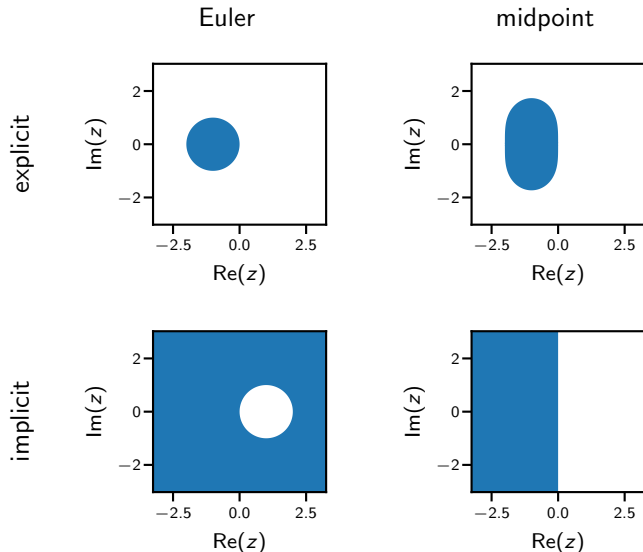 Euler
midpoint
explicit
Im(z)
2
0
−2
−2.5 0.0 2.5
Re(z)
Im(z)
2
0
−2
−2.5 0.0 2.5
Re(z)
implicit
Im(z)
2
0
−2
−2.5 0.0 2.5
Re(z)
Im(z)
2
0
−2
−2.5 0.0 2.5
Re(z)